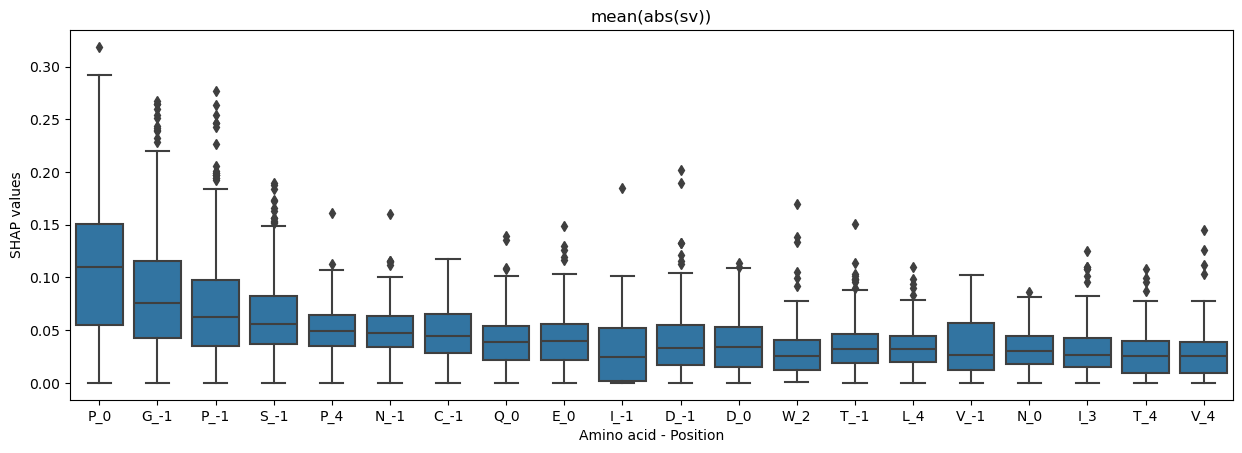 mean(abs(sv))
SHAP values
0.30
0.25
0.20
0.15
0.10
0.05
0.00
P_0 G_-1 P_-1 S_-1 P_4 N_-1 C_-1 Q_0 E_0 I_-1 D_-1 D_0 W_2 T_-1 L_4 V_-1 N_0 I_3 T_4 V_4
Amino acid - Position